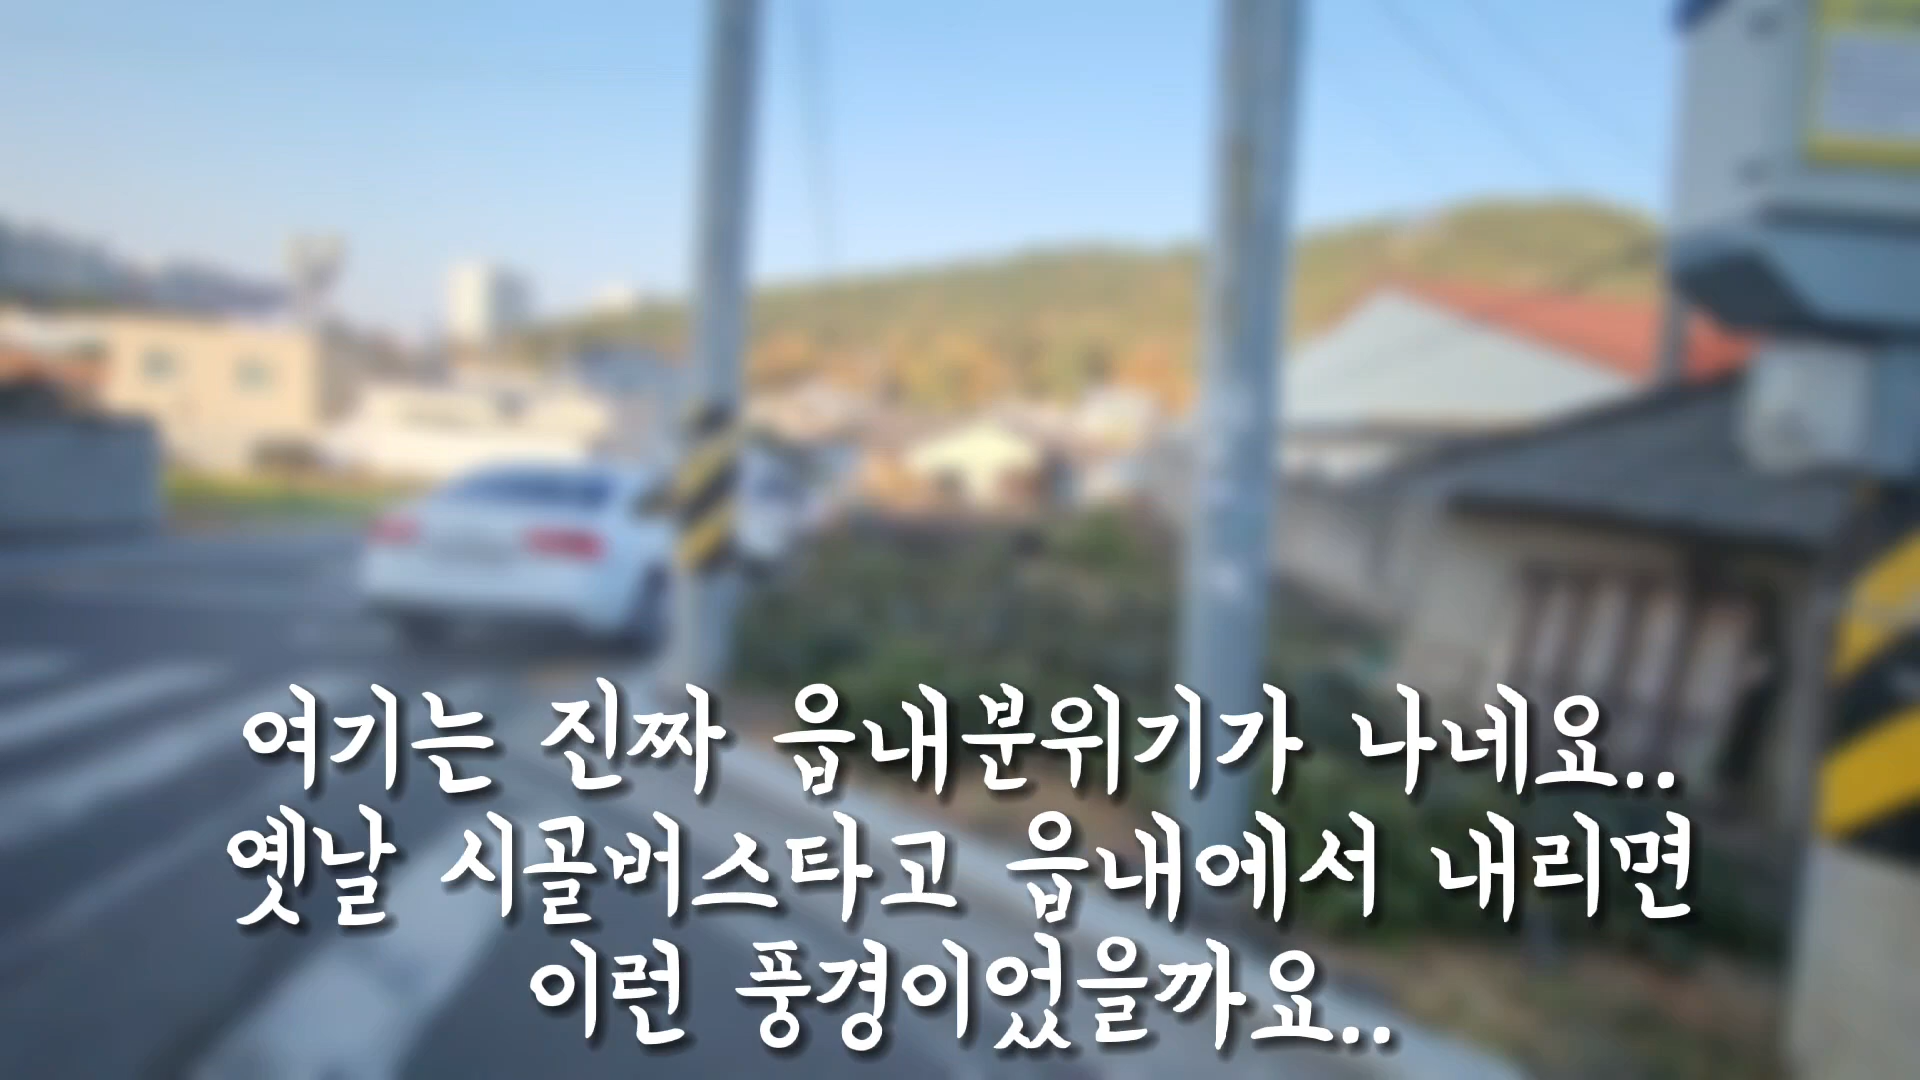 여기는 진짜 읍내분위기가 나네요..
옛날 시골버스타고 읍내에서 내리면
이런 풍경이었을까요..